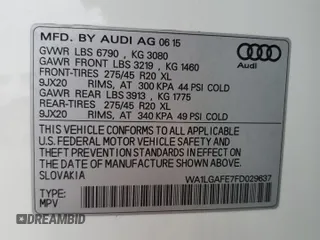 MFD. BY AUDI AG 06 15
GVWR LBS 6790 , KG 3080
GAWR FRONT LBS 3219 , KG 1460
FRONT-TIRES 275/45 R20 XL
9JX20 RIMS, AT 300 KPA 44 PSI COLD
GAWR REAR LBS 3913 , KG 1775
REAR-TIRES 275/45 R20 XL
9JX20 RIMS, AT 340 KPA 49 PSI COLD
Audi
THIS VEHICLE CONFORMS TO ALL APPLICABLE
U.S. FEDERAL MOTOR VEHICLE SAFETY, BUMPER
AND THEFT PREVENTION STANDARDS IN EFFECT ON THE
DATE OF MANUFACTURE SHOWN ABOVE.
SLOVAKIA
WA1LGAFE7FD029637
TYPE:
MPV
WWW.DREAMBID